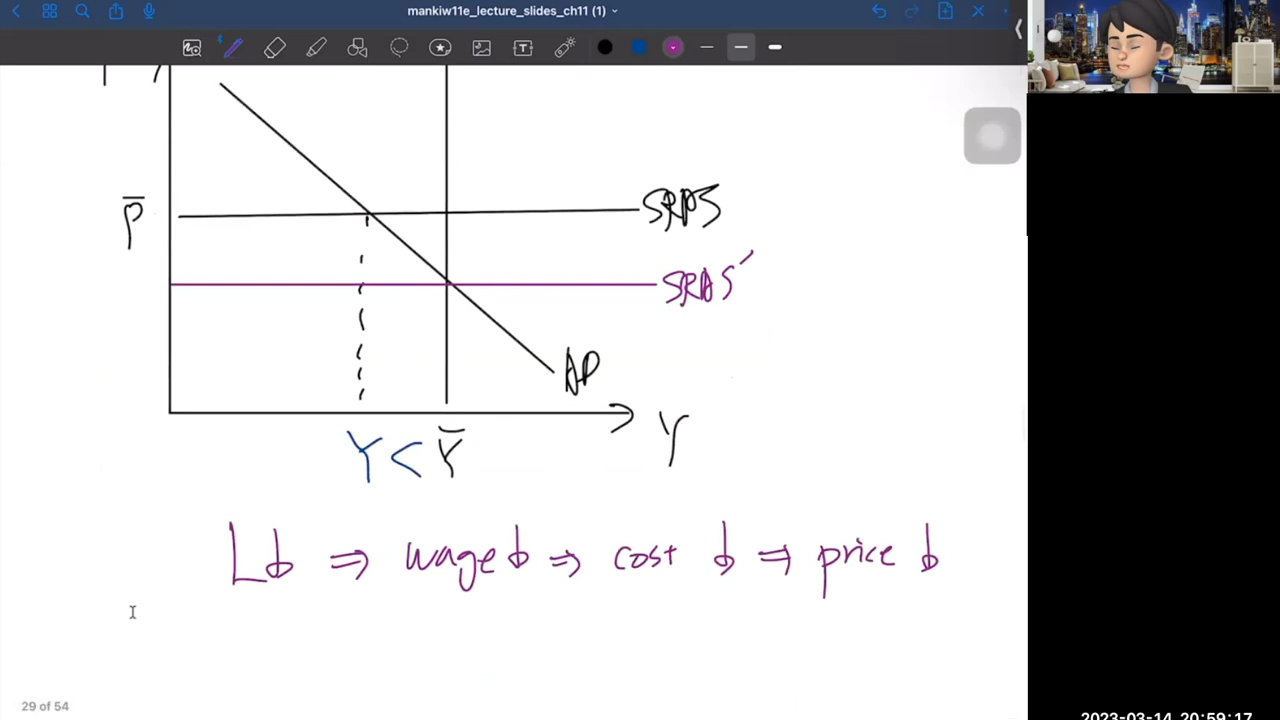 mankiw11e_lecture_slides_ch11 (1)
P̄
SRAS
SRAS'
AD
Y < Ȳ
Y
L↓ ⇒ wage↓ ⇒ cost ↓ ⇒ price ↓
29 of 54
2023-03-14 20:59:17